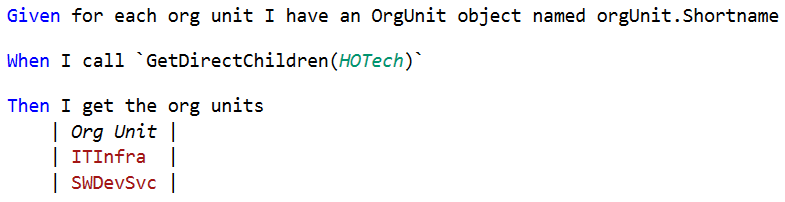 Given for each org unit I have an OrgUnit object named orgUnit.Shortname
When I call `GetDirectChildren(HOTech)`
Then I get the org units
| Org Unit |
| ITInfra |
| SWDevSvc |